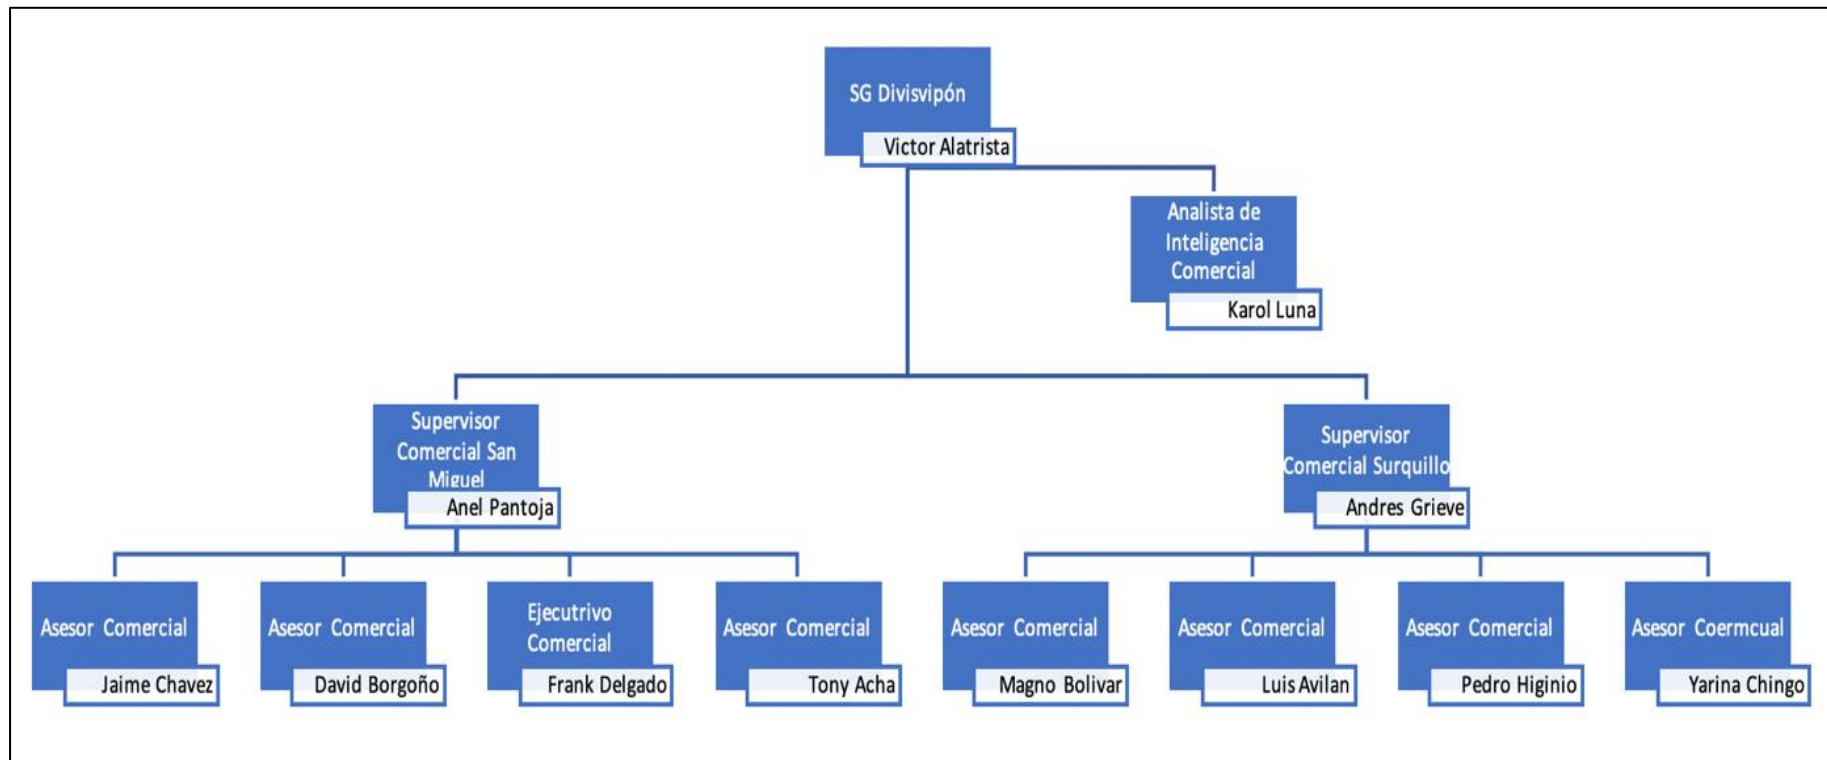 SG Divisvipón
Victor Alatrista
Analista de
Inteligencia
Comercial
Karol Luna
Supervisor
Comercial San
Miguel
Anel Pantoja
Supervisor
Comercial Surquillo
Andres Grieve
Asesor Comercial
Jaime Chavez
Asesor Comercial
David Borgoño
Ejecutrivo
Comercial
Frank Delgado
Asesor Comercial
Tony Acha
Asesor Comercial
Magno Bolivar
Asesor Comercial
Luis Avilan
Asesor Comercial
Pedro Higinio
Asesor Coermcual
Yarina Chingo